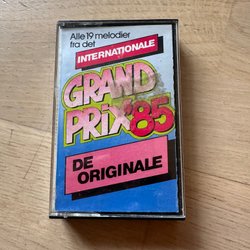 Alle 19 melodier
fra det
INTERNATIONALE
GRAND
PRIX'85
DE
ORIGINALE